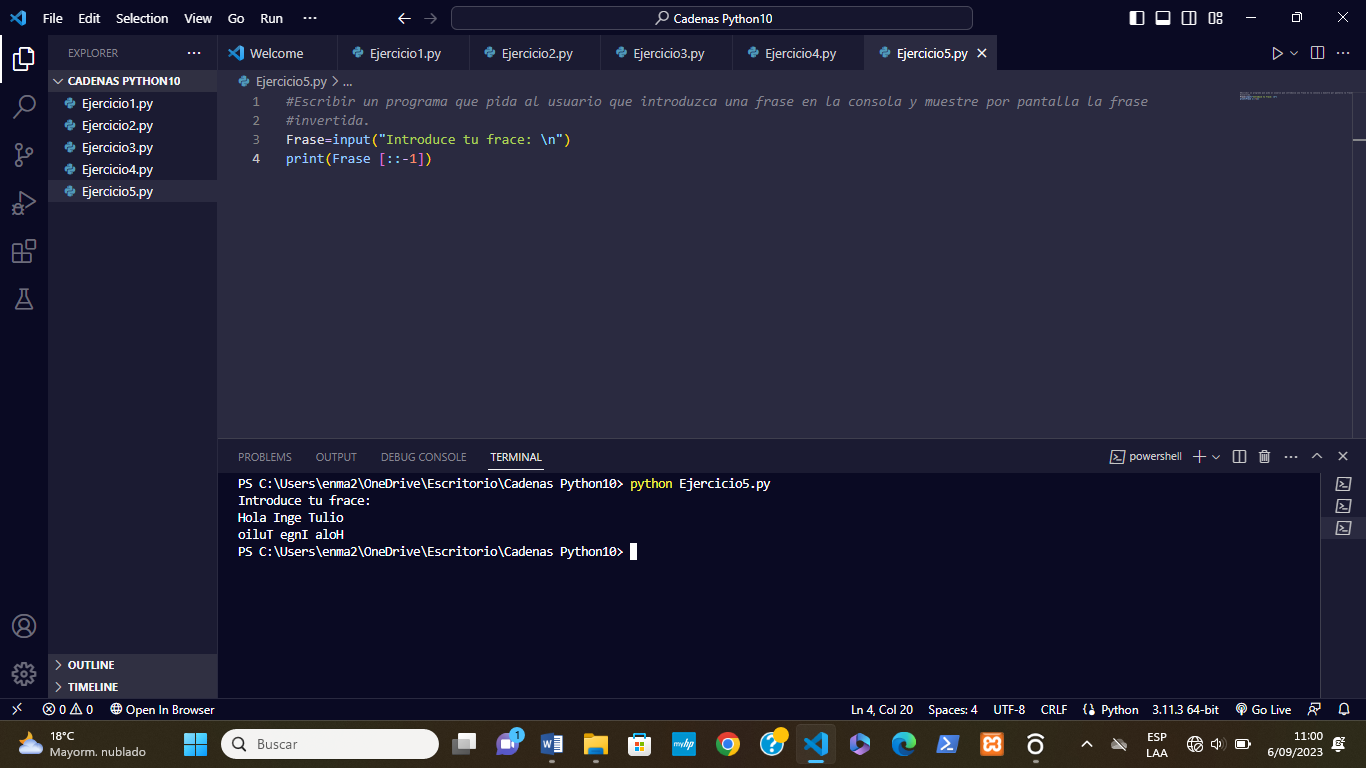 File Edit Selection View Go Run ···
Cadenas Python10
EXPLORER ···
Welcome Ejercicio1.py Ejercicio2.py Ejercicio3.py Ejercicio4.py Ejercicio5.py
CADENAS PYTHON10
Ejercicio1.py
Ejercicio2.py
Ejercicio3.py
Ejercicio4.py
Ejercicio5.py
OUTLINE
TIMELINE
Ejercicio5.py > ...
1 #Escribir un programa que pida al usuario que introduzca una frase en la consola y muestre por pantalla la frase
2 #invertida.
3 Frase=input("Introduce tu frace: \n")
4 print(Frase [::-1])
PROBLEMS OUTPUT DEBUG CONSOLE TERMINAL powershell
PS C:\Users\enma2\OneDrive\Escritorio\Cadenas Python10> python Ejercicio5.py
Introduce tu frace:
Hola Inge Tulio
oiluT egnI aloH
PS C:\Users\enma2\OneDrive\Escritorio\Cadenas Python10>
0 0 Open In Browser Ln 4, Col 20 Spaces: 4 UTF-8 CRLF Python 3.11.3 64-bit Go Live
18°C
Mayorm. nublado
Buscar
1
myhp
ESP
LAA
11:00
6/09/2023